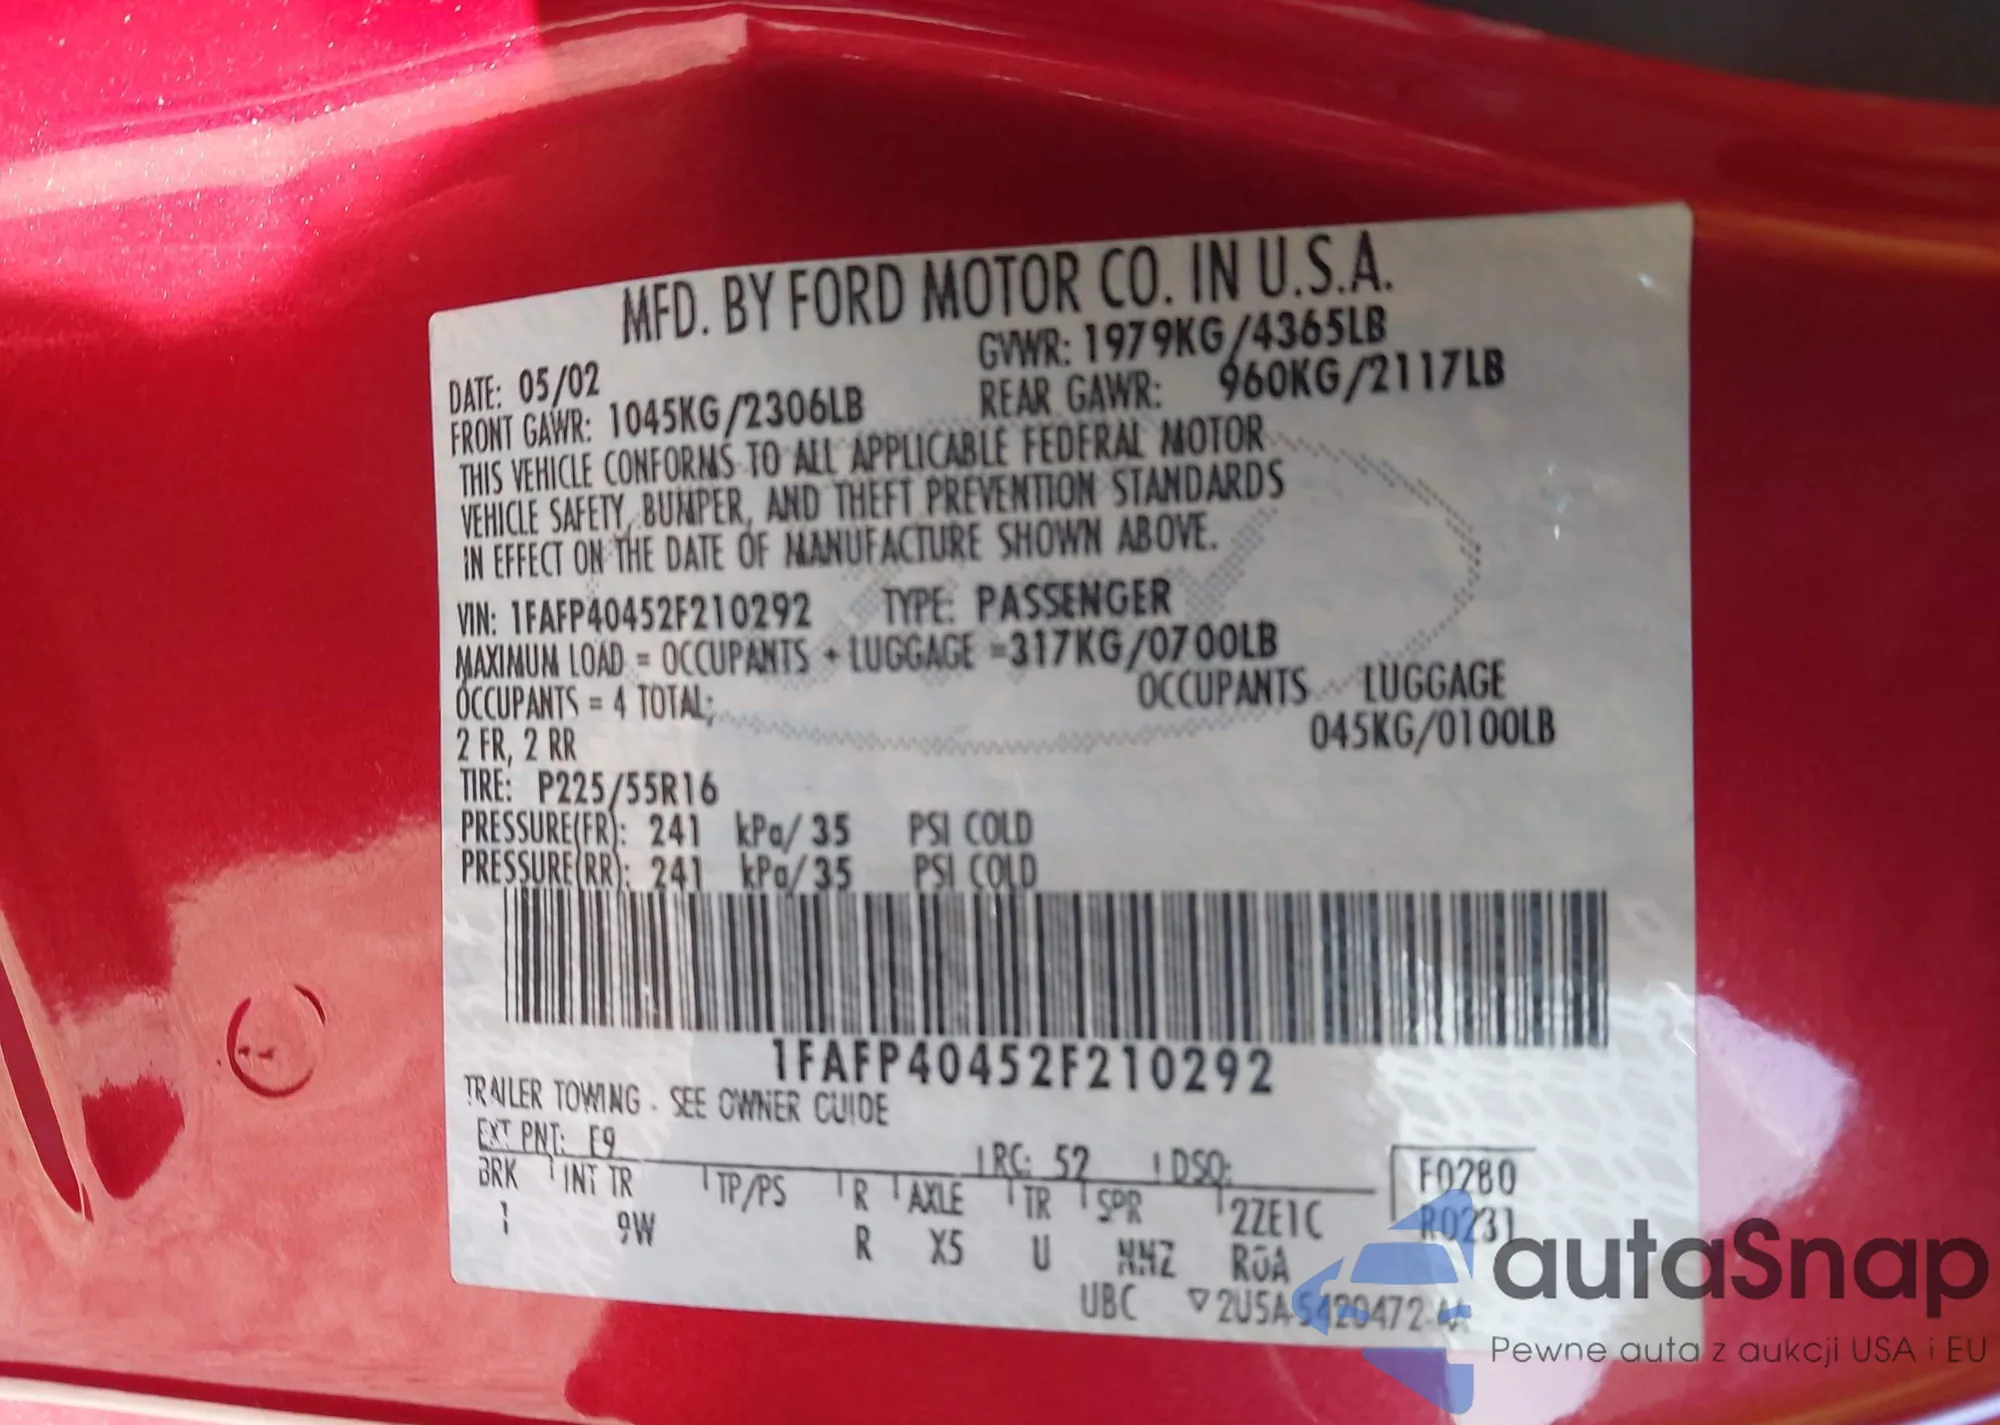 MFD. BY FORD MOTOR CO. IN U.S.A.
DATE: 05/02 GVWR: 1979KG/4365LB
FRONT GAWR: 1045KG/2306LB REAR GAWR: 960KG/2117LB
THIS VEHICLE CONFORMS TO ALL APPLICABLE FEDERAL MOTOR
VEHICLE SAFETY, BUMPER, AND THEFT PREVENTION STANDARDS
IN EFFECT ON THE DATE OF MANUFACTURE SHOWN ABOVE.
VIN: 1FAFP40452F210292 TYPE: PASSENGER
MAXIMUM LOAD = OCCUPANTS + LUGGAGE =317KG/0700LB
OCCUPANTS = 4 TOTAL; OCCUPANTS LUGGAGE
2 FR, 2 RR 045KG/0100LB
TIRE: P225/55R16
PRESSURE(FR): 241 kPa/ 35 PSI COLD
PRESSURE(RR): 241 kPa/ 35 PSI COLD
1FAFP40452F210292
TRAILER TOWING - SEE OWNER GUIDE
EXT PNT: E9 RC: 52 DSO: F0280
BRK INT TR TP/PS R AXLE TR SPR 2ZE1C R0231
1 9W R X5 U NNZZ R0A
UBC ▽2U5A-5420472-AA
autaSnap
Pewne auta z aukcji USA i EU